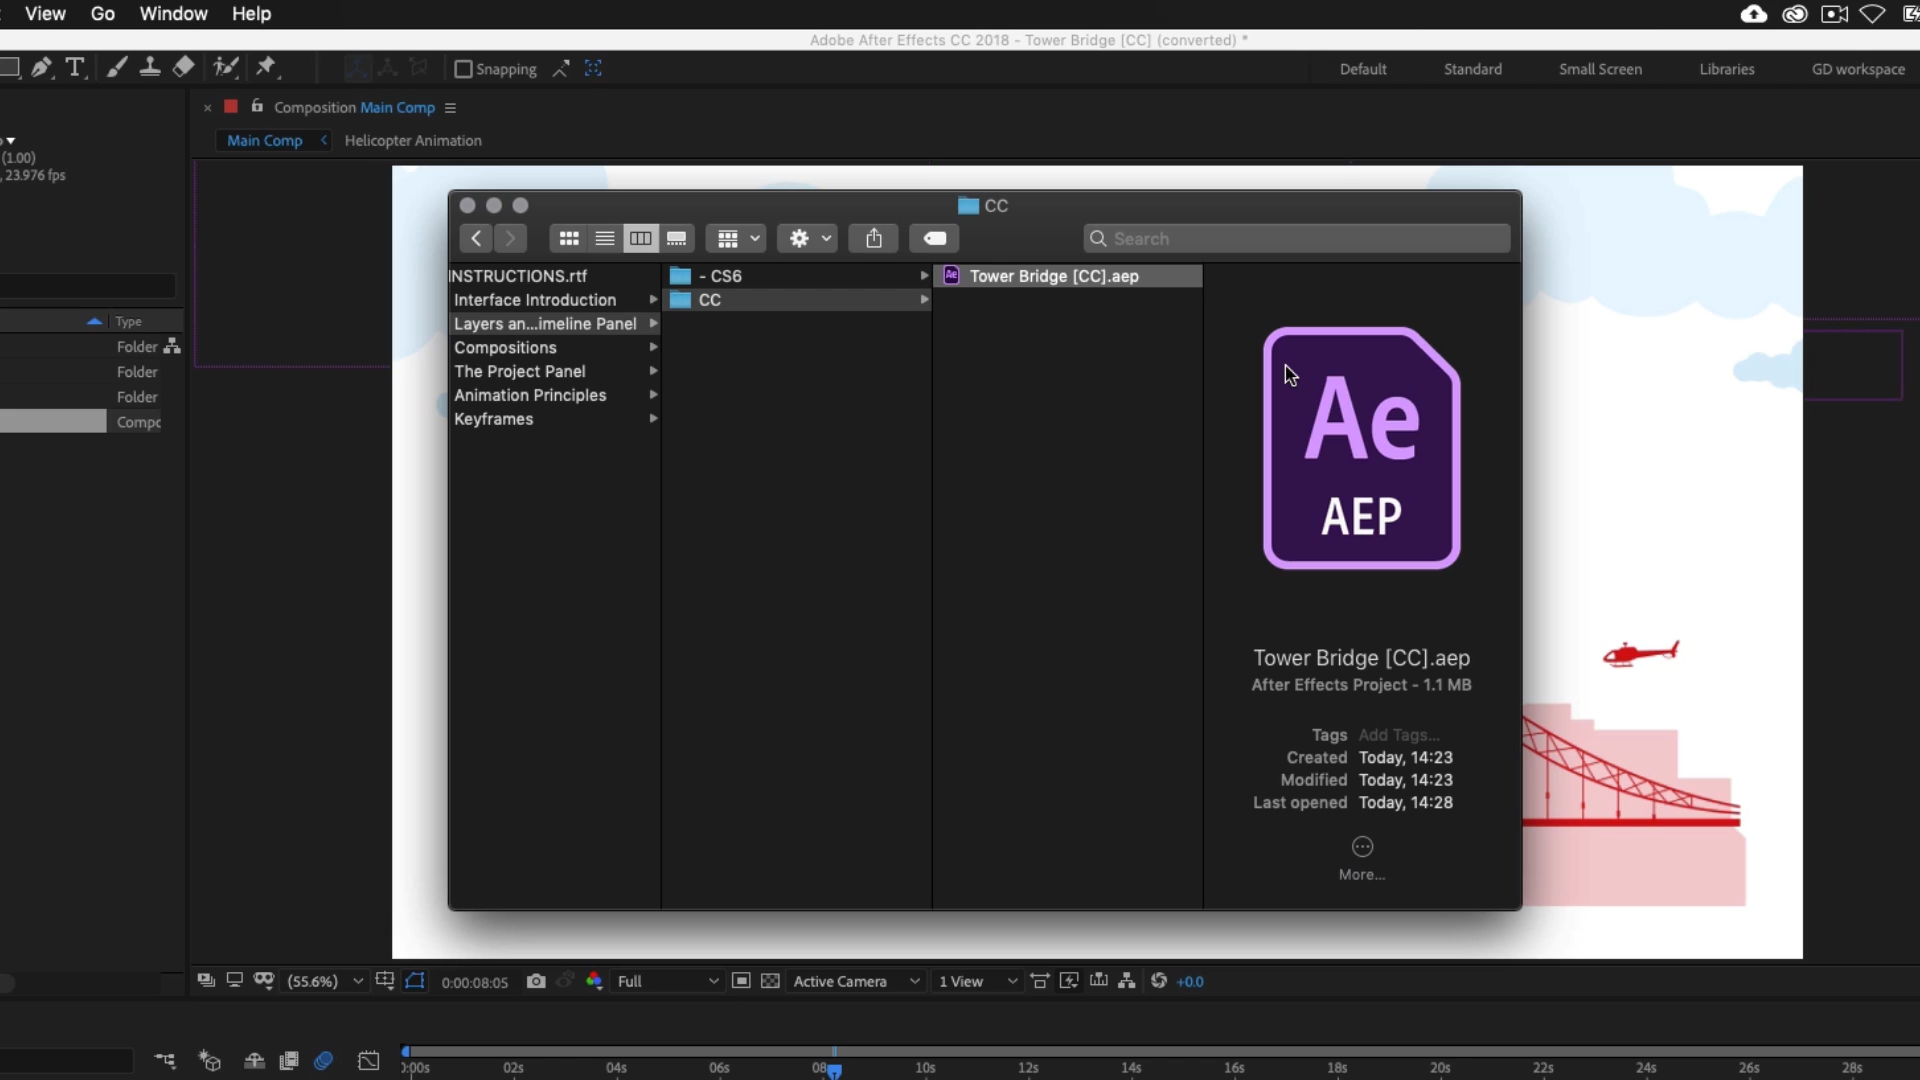 View Go Window Help
Adobe After Effects CC 2018 - Tower Bridge [CC] (converted) *
T Snapping Default Standard Small Screen Libraries GD workspace
× Composition Main Comp
Main Comp Helicopter Animation
(1.00)
, 23.976 fps
CC
Search
INSTRUCTIONS.rtf - CS6 Ae Tower Bridge [CC].aep
Interface Introduction CC
Layers an...imeline Panel
Compositions
The Project Panel
Animation Principles
Keyframes
Type
Folder
Folder
Folder
Compo
Ae
AEP
Tower Bridge [CC].aep
After Effects Project - 1.1 MB
Tags Add Tags...
Created Today, 14:23
Modified Today, 14:23
Last opened Today, 14:28
More...
(55.6%) 0:00:08:05 Full Active Camera 1 View +0.0
):00s 02s 04s 06s 08 10s 12s 14s 16s 18s 20s 22s 24s 26s 28s